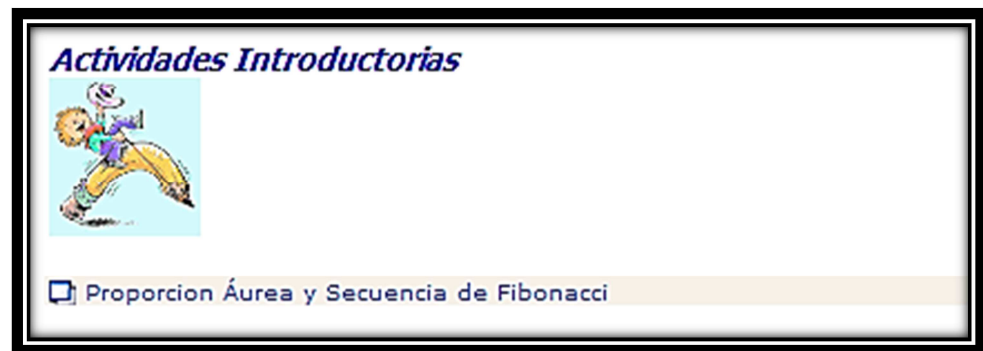 Actividades Introductorias
Proporcion Áurea y Secuencia de Fibonacci